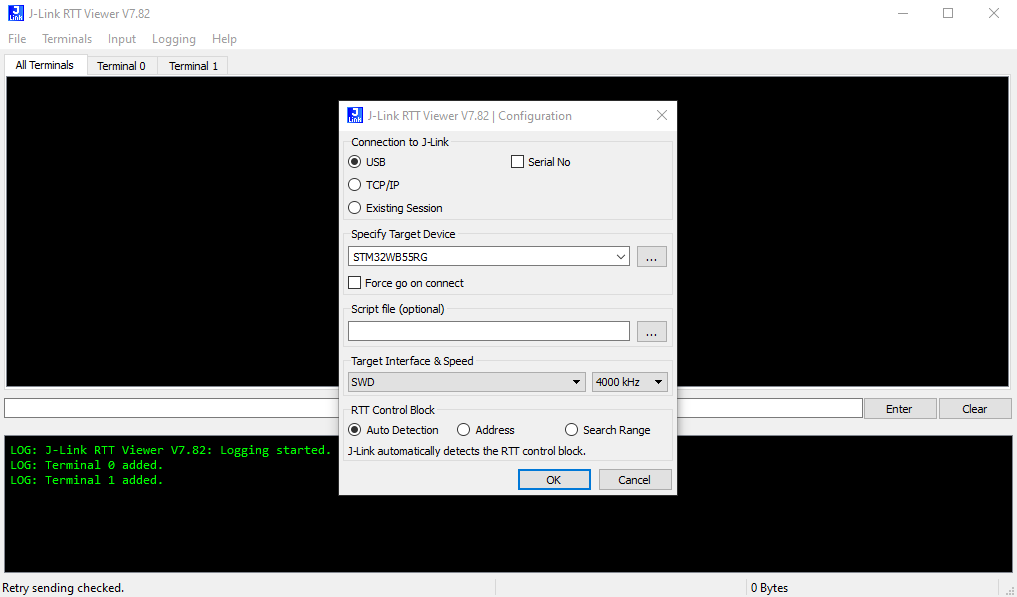 J-Link RTT Viewer V7.82
File Terminals Input Logging Help
All Terminals Terminal 0 Terminal 1
J-Link RTT Viewer V7.82 | Configuration
Connection to J-Link
USB Serial No
TCP/IP
Existing Session
Specify Target Device
STM32WB55RG ...
Force go on connect
Script file (optional)
...
Target Interface & Speed
SWD 4000 kHz
RTT Control Block
Auto Detection Address Search Range
J-Link automatically detects the RTT control block.
OK Cancel
Enter Clear
LOG: J-Link RTT Viewer V7.82: Logging started.
LOG: Terminal 0 added.
LOG: Terminal 1 added.
Retry sending checked. 0 Bytes